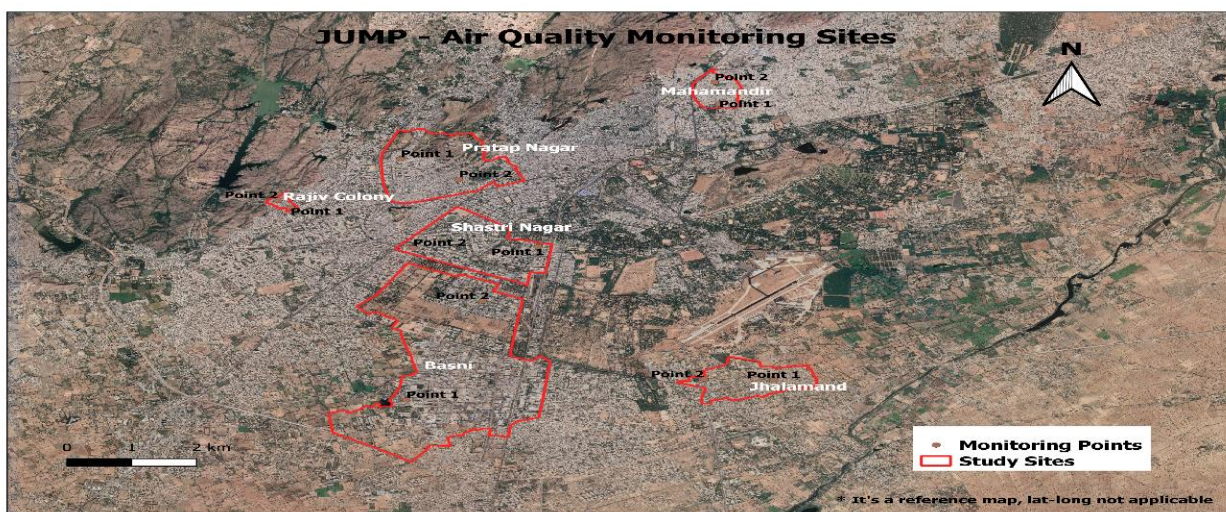 JUMP - Air Quality Monitoring Sites
N
Point 2
Mahamandir
Point 1
Pratap Nagar
Point 1
Point 2
Point 2
Rajiv Colony
Point 1
Shastri Nagar
Point 2
Point 1
Point 2
Basni
Point 1
Point 2
Point 1
Jhalamand
0 1 2 km
Monitoring Points
Study Sites
* It's a reference map, lat-long not applicable